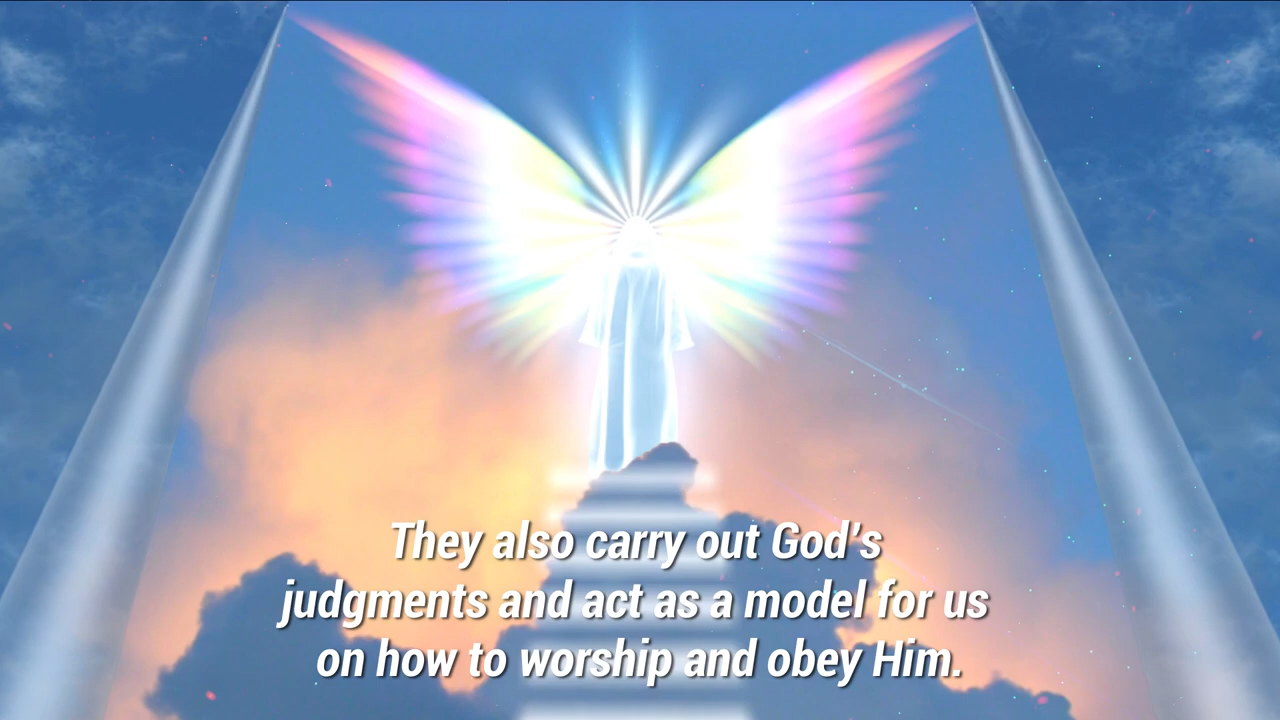 They also carry out God's
judgments and act as a model for us
on how to worship and obey Him.